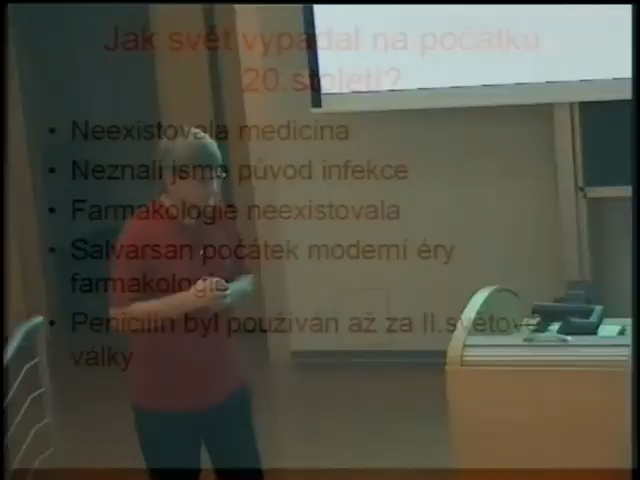 Jak svět vypadal na počátku
20.století?
• Neexistovala medicína
• Neznali jsme původ infekce
• Farmakologie neexistovala
• Salvarsan počátek moderní éry
farmakologie
• Penicilin byl používán až za II.světové
války